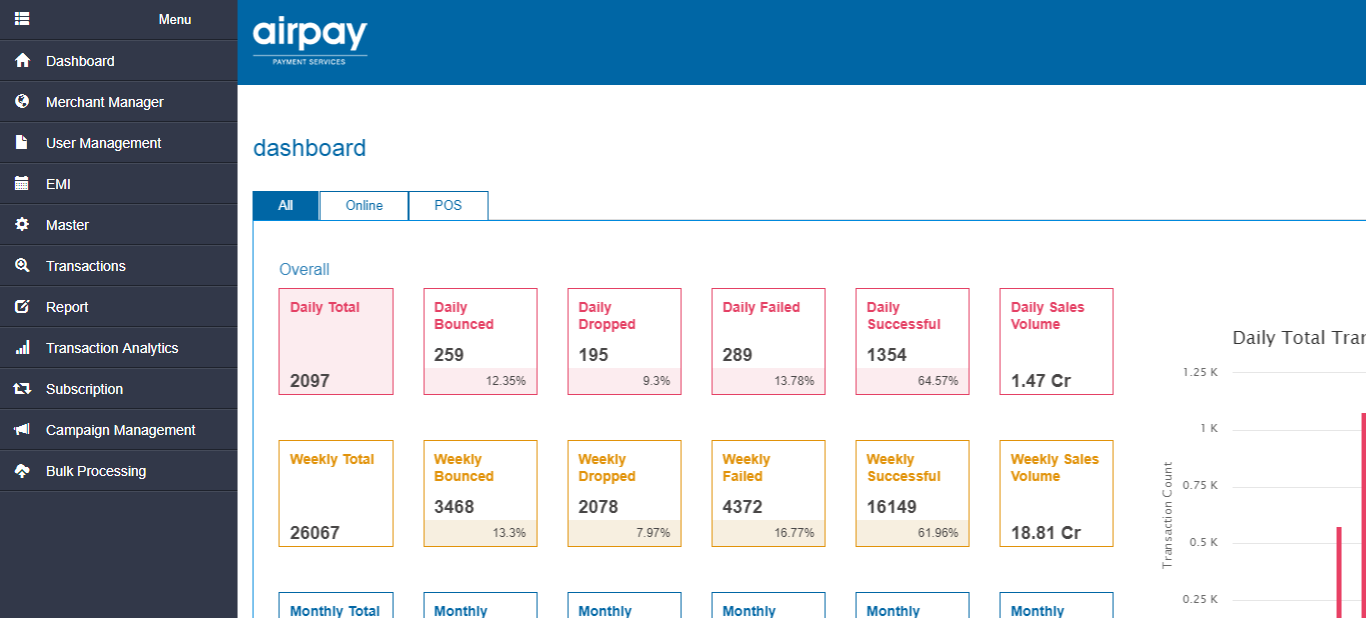 Menu
Dashboard
Merchant Manager
User Management
EMI
Master
Transactions
Report
Transaction Analytics
Subscription
Campaign Management
Bulk Processing
airpay
PAYMENT SERVICES
dashboard
All
Online
POS
Overall
Daily Total
2097
Daily
Bounced
259
12.35%
Daily
Dropped
195
9.3%
Daily Failed
289
13.78%
Daily
Successful
1354
64.57%
Daily Sales
Volume
1.47 Cr
Weekly Total
26067
Weekly
Bounced
3468
13.3%
Weekly
Dropped
2078
7.97%
Weekly
Failed
4372
16.77%
Weekly
Successful
16149
61.96%
Weekly Sales
Volume
18.81 Cr
Monthly Total
Monthly
Monthly
Monthly
Monthly
Monthly
Daily Total Tra
1.25 K
1 K
0.75 K
0.5 K
0.25 K
Transaction Count